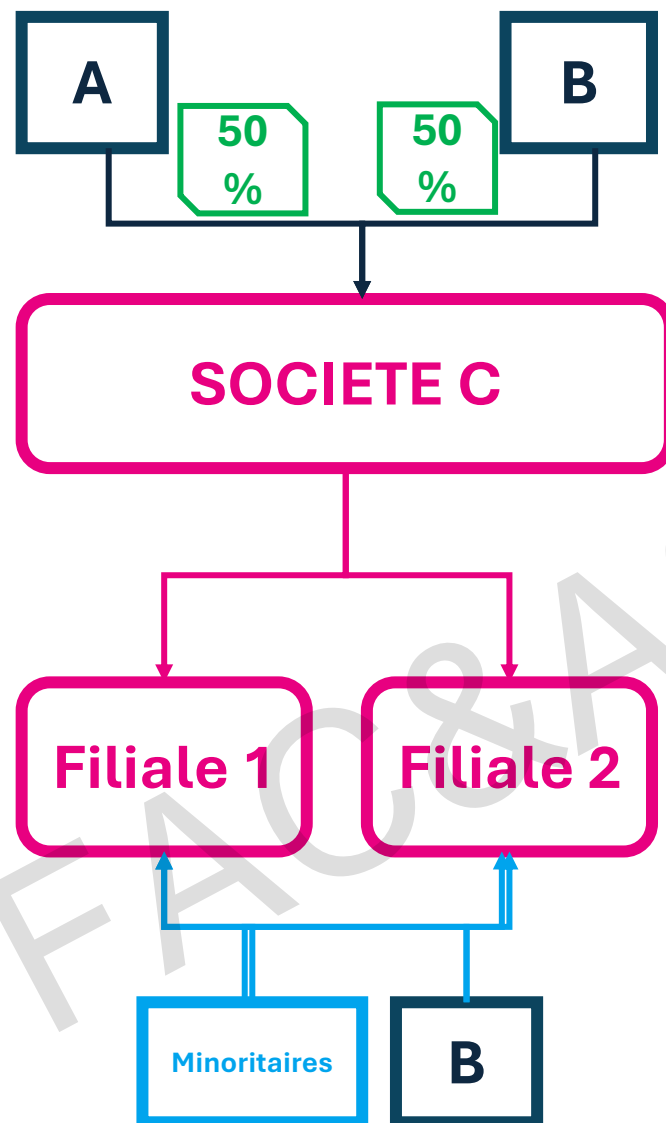 A
B
50
%
50
%
SOCIETE C
Filiale 1
Filiale 2
FAC&A
Minoritaires
B